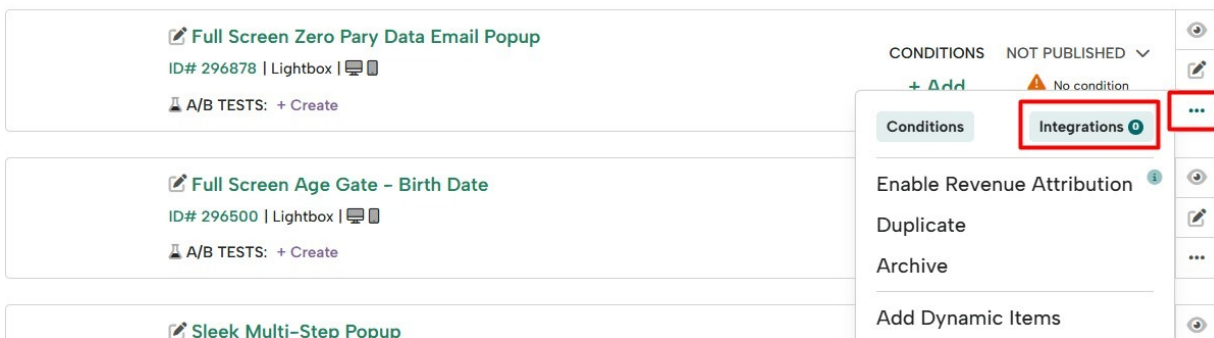 Full Screen Zero Pary Data Email Popup
ID# 296878 | Lightbox |
A/B TESTS: + Create
CONDITIONS NOT PUBLISHED
+ Add No condition
Conditions Integrations 0
Enable Revenue Attribution i
Duplicate
Archive
Add Dynamic Items
Full Screen Age Gate - Birth Date
ID# 296500 | Lightbox |
A/B TESTS: + Create
Sleek Multi-Step Popup